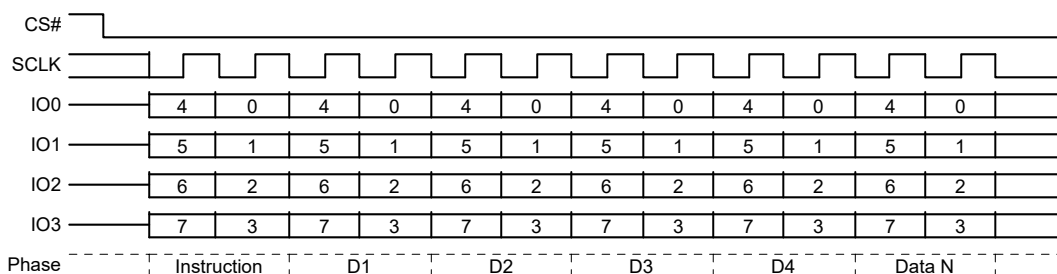 CS#
SCLK
IO0 4 0 4 0 4 0 4 0 4 0 4 0
IO1 5 1 5 1 5 1 5 1 5 1 5 1
IO2 6 2 6 2 6 2 6 2 6 2 6 2
IO3 7 3 7 3 7 3 7 3 7 3 7 3
Phase Instruction D1 D2 D3 D4 Data N